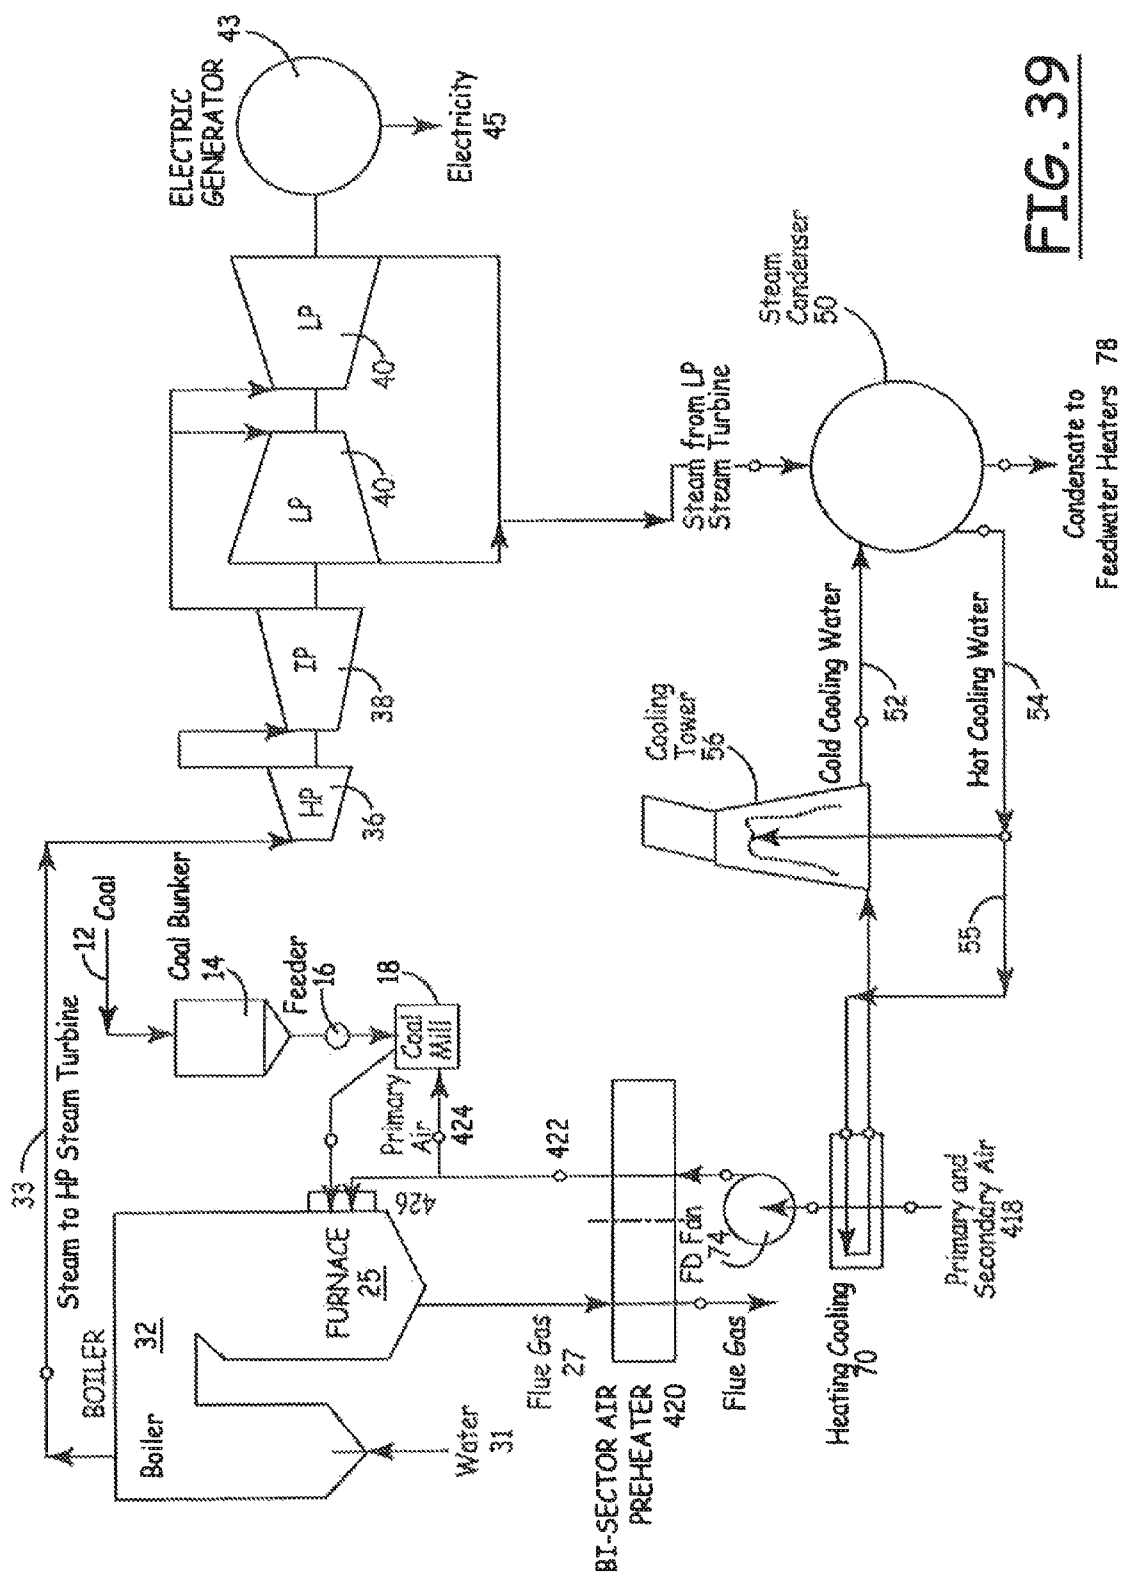 43
ELECTRIC
GENERATOR
Electricity
45
LP
40
LP
40
IP
38
HP
36
33
Steam to HP Steam Turbine
12
Coal
Coal Bunker
14
Feeder
16
18
Coal
Mill
Primary
Air
424
422
426
BOILER
Boiler
32
FURNACE
25
Water
31
Flue Gas
27
BI-SECTOR AIR
PREHEATER
420
Flue Gas
FD Fan
74
Heating Cooling
70
Primary and
Secondary Air
418
55
Cooling
Tower
56
Cold Cooling Water
52
Hot Cooling Water
54
Steam from LP
Steam Turbine
Steam
Condenser
50
Condensate to
Feedwater Heaters 78
FIG. 39